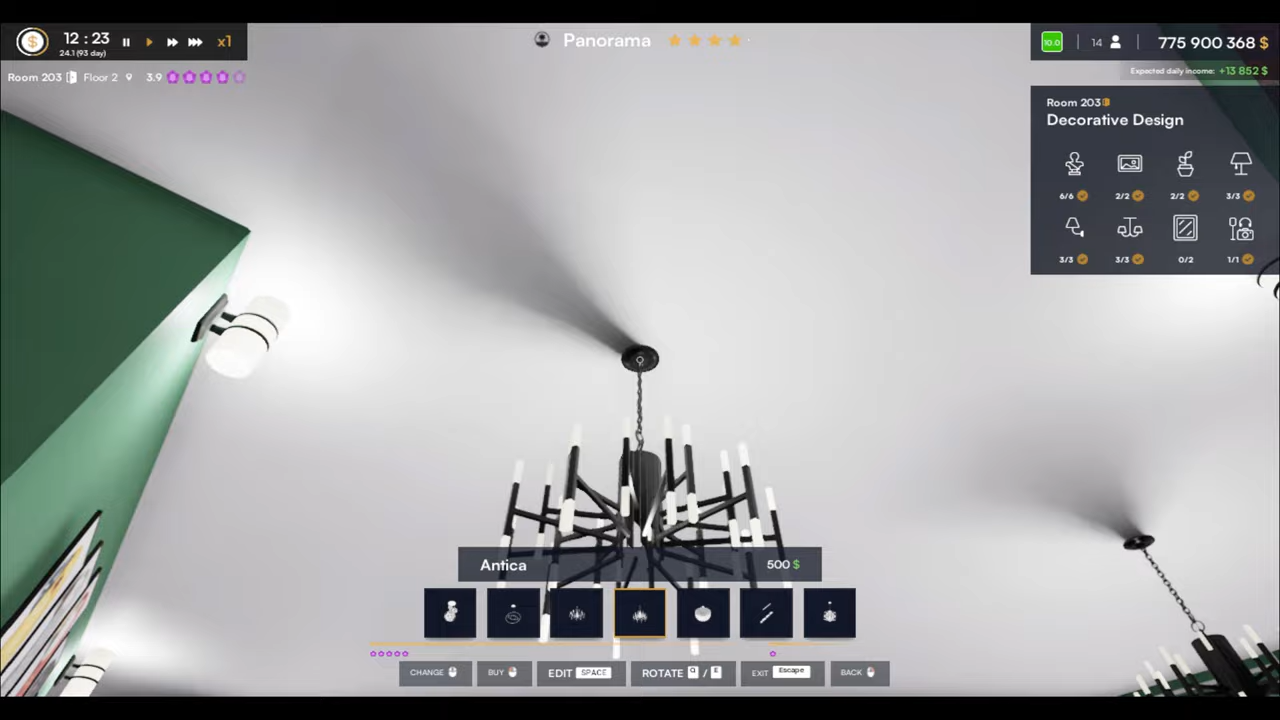 12 : 23
x1
24.1 (93 day)
Panorama
10.0
14
775 900 368 $
Expected daily income: +13 852 $
Room 203 Floor 2 3.9
Room 203
Decorative Design
6/6 2/2 2/2 3/3
3/3 3/3 0/2 1/1
Antica 500 $
CHANGE BUY EDIT SPACE ROTATE Q / E EXIT Escape BACK